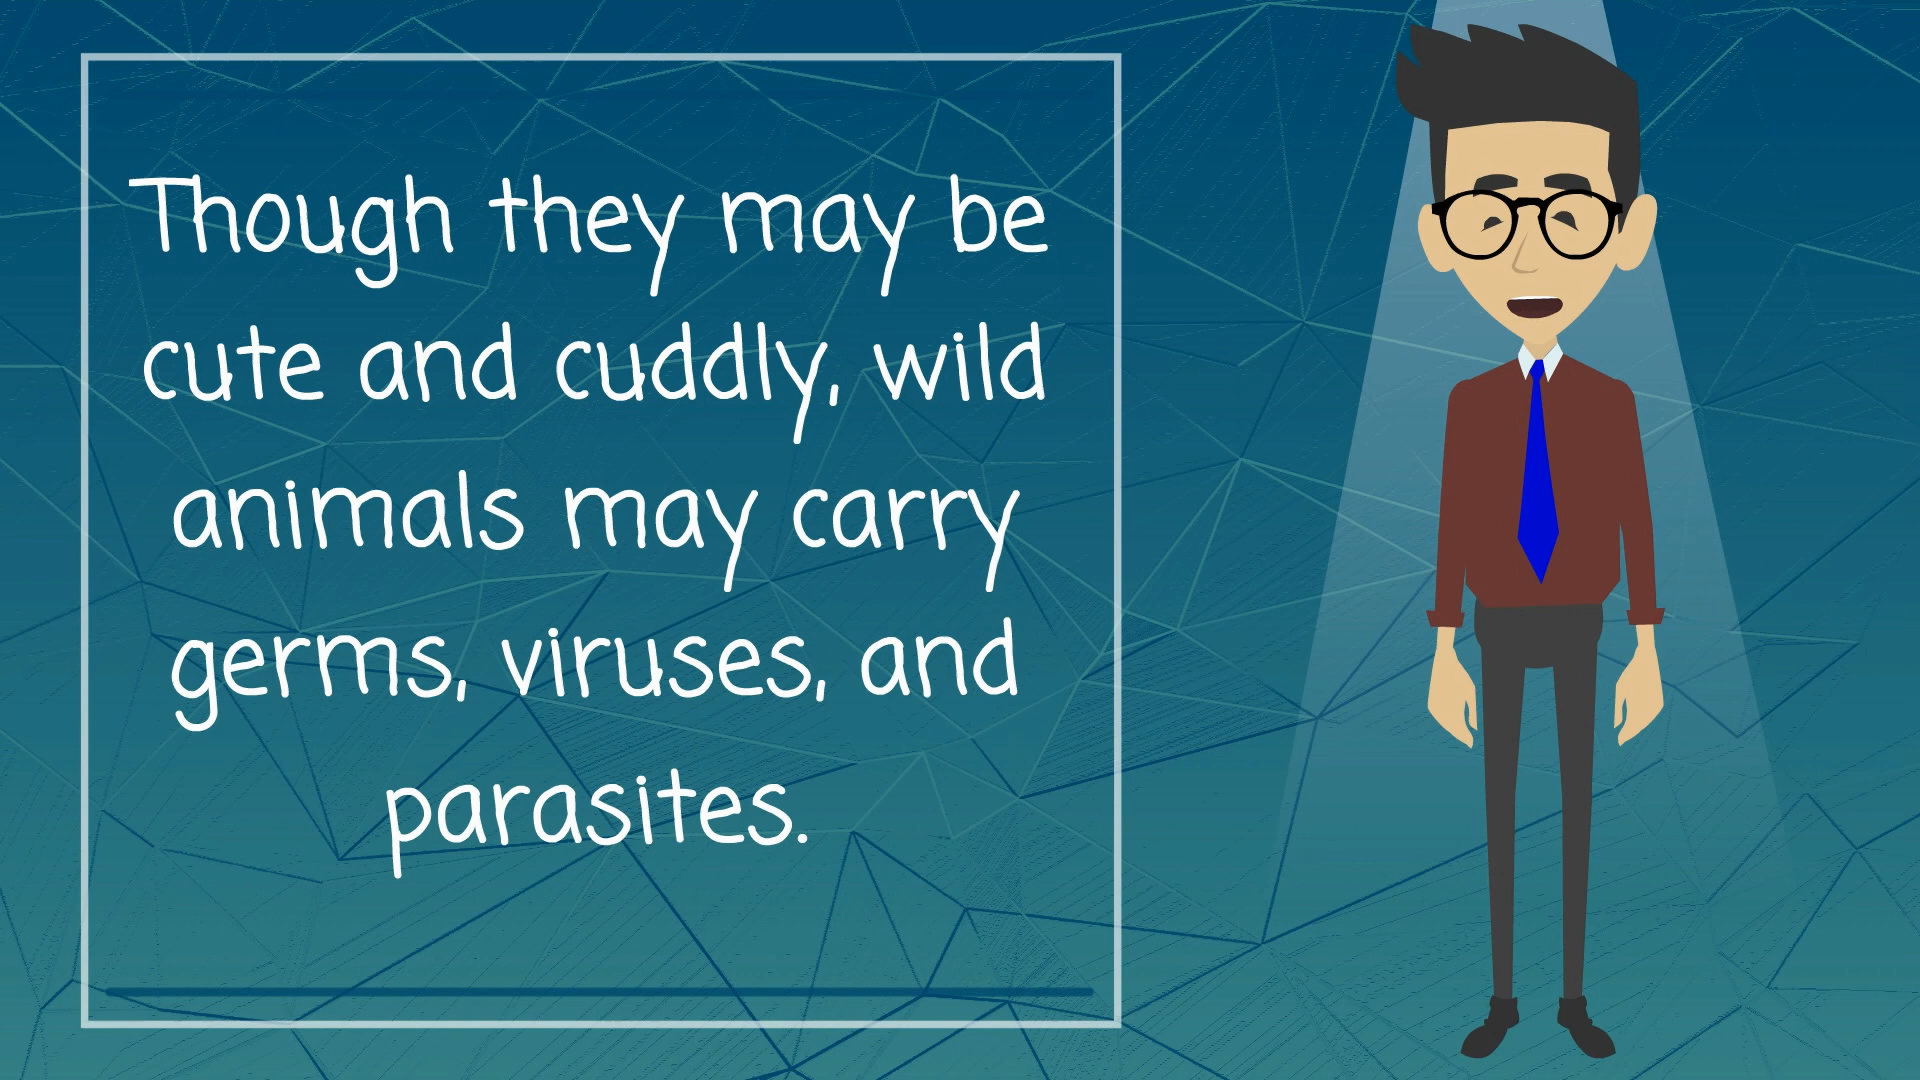 Though they may be
cute and cuddly, wild
animals may carry
germs, viruses, and
parasites.